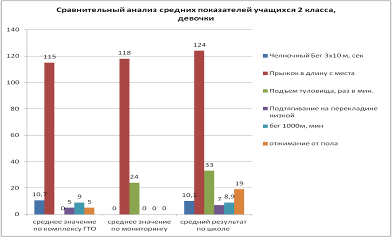 Сравнительный анализ средних показателей учащихся 2 класса,
девочки
140
120
100
80
60
40
20
0
10,7
115
0
5
9
5
0
118
24
0
0
0
10,1
124
33
7
8,9
19
среднее значение
по комплексу ГТО
среднее значение
по мониторингу
средний результат
по школе
Челночный бег 3х10 м, сек
Прыжок в длину с места
Подъем туловища, раз в мин.
Подтягивание на перекладине
низкой
бег 1000м, мин
отжимание от пола